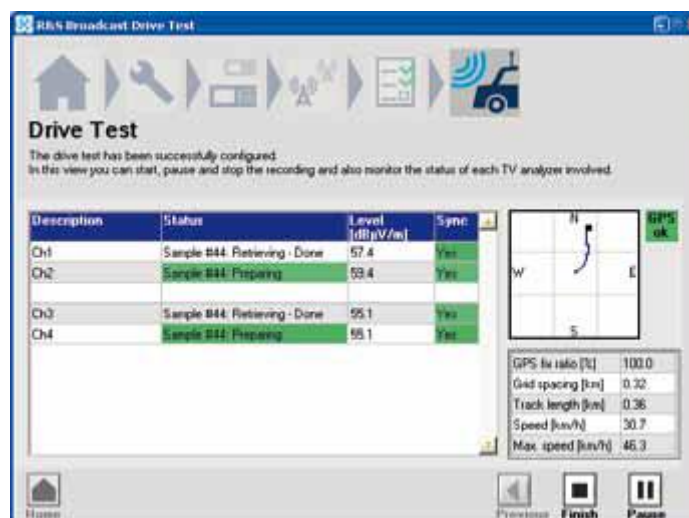 R&S Broadcast Drive Test
Drive Test
The drive test has been successfully configured.
In this view you can start, pause and stop the recording and also monitor the status of each TV analyzer involved.
Description Status Level [dBµV/m] Sync
Ch1 Sample #44: Retrieving - Done 57.4 Yes
Ch2 Sample #44: Preparing 59.4 Yes
Ch3 Sample #44: Retrieving - Done 55.1 Yes
Ch4 Sample #44: Preparing 55.1 Yes
N
W E
S
GPS
ok
GPS fix ratio [%] 100.0
Grid spacing [km] 0.32
Track length [km] 0.36
Speed [km/h] 30.7
Max. speed [km/h] 46.3
Home Previous Finish Pause